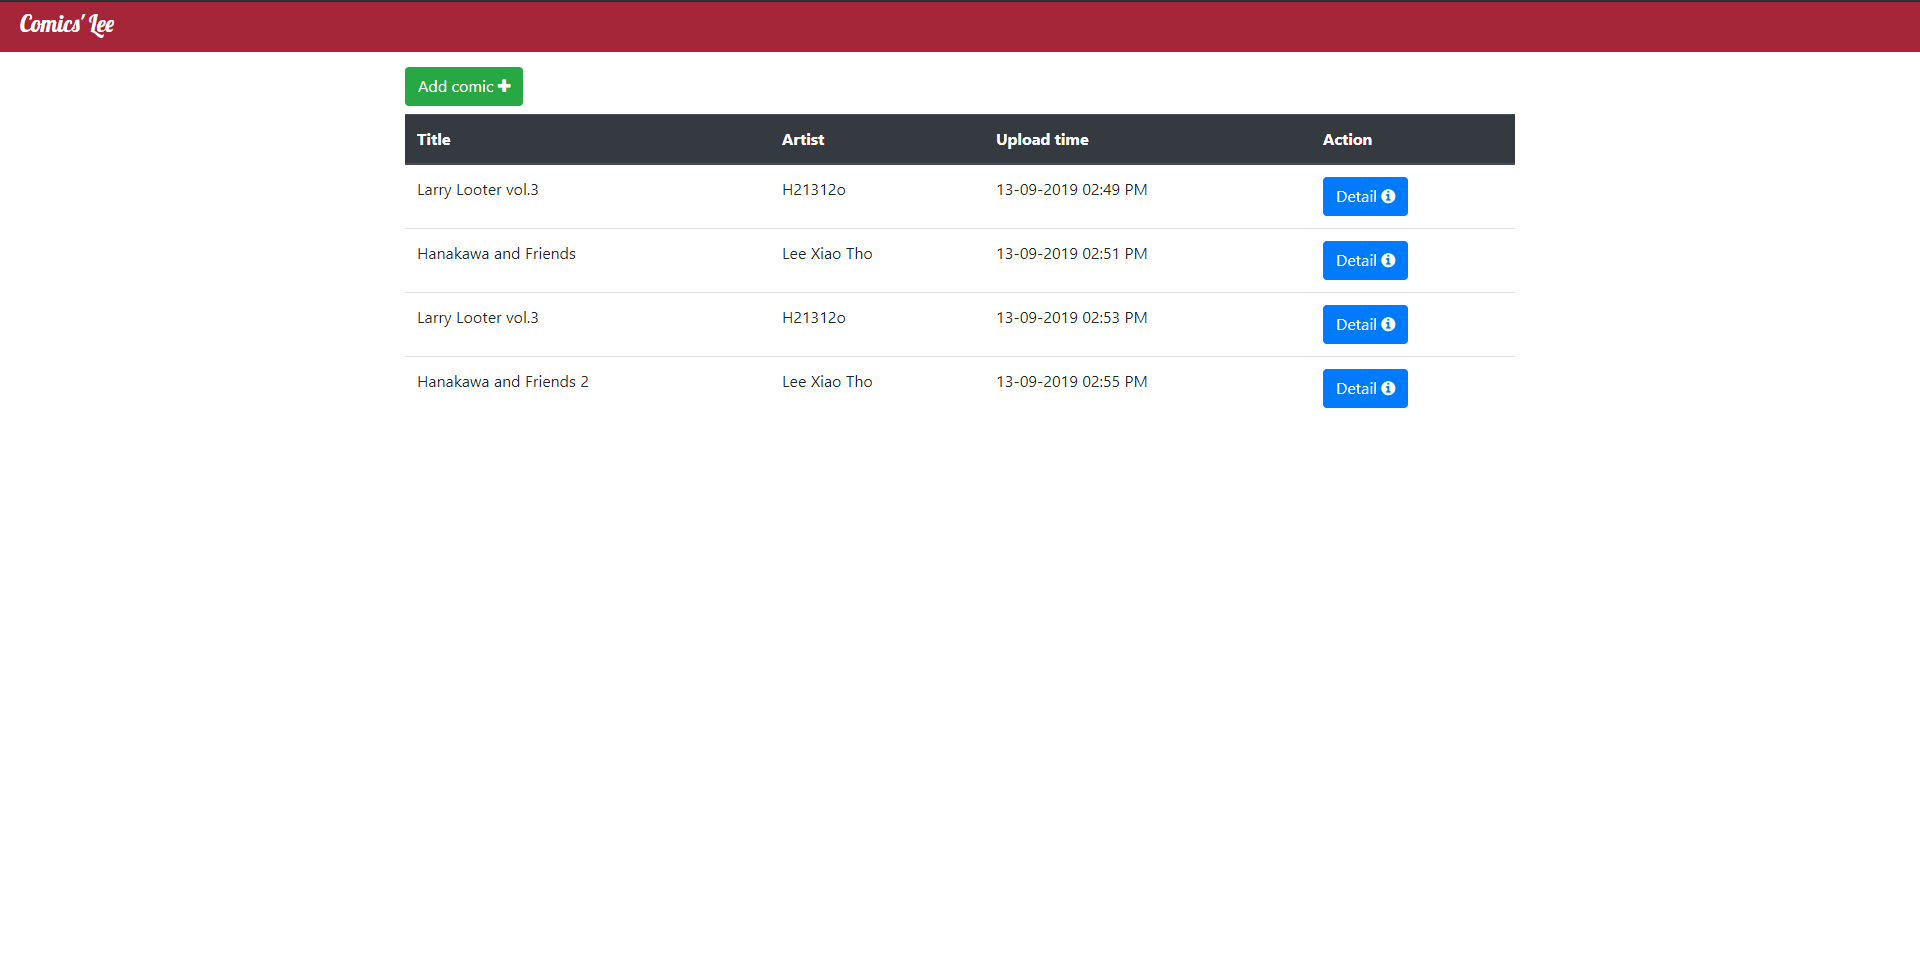 Comics' Lee
Add comic
Title Artist Upload time Action
Larry Looter vol.3 H21312o 13-09-2019 02:49 PM Detail
Hanakawa and Friends Lee Xiao Tho 13-09-2019 02:51 PM Detail
Larry Looter vol.3 H21312o 13-09-2019 02:53 PM Detail
Hanakawa and Friends 2 Lee Xiao Tho 13-09-2019 02:55 PM Detail